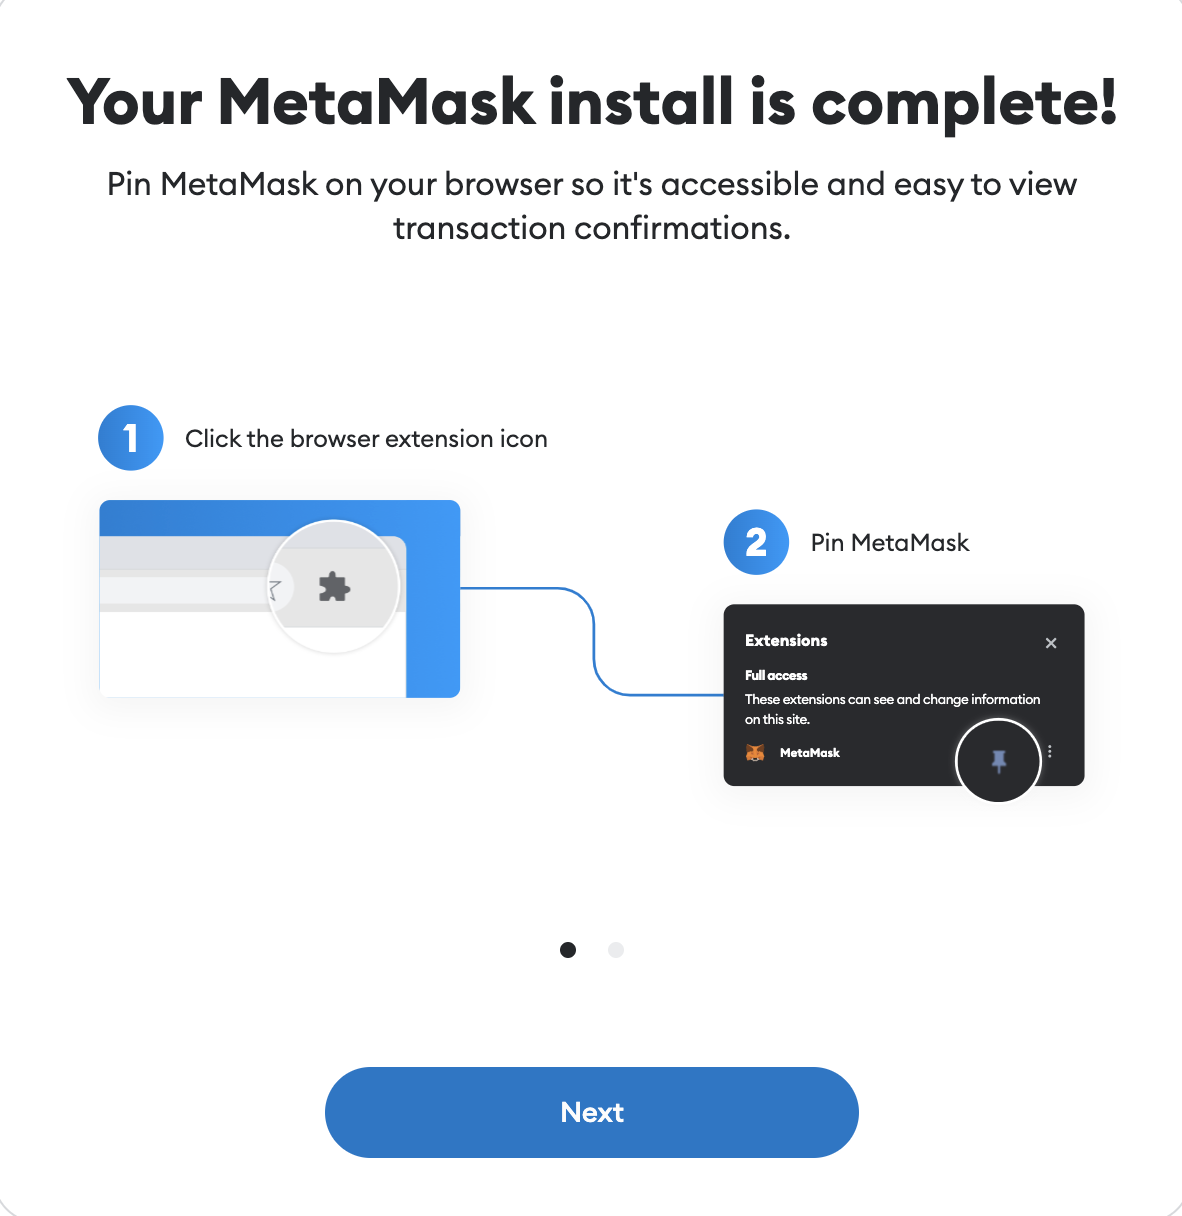 Your MetaMask install is complete!
Pin MetaMask on your browser so it's accessible and easy to view
transaction confirmations.
1
Click the browser extension icon
2
Pin MetaMask
Extensions
Full access
These extensions can see and change information
on this site.
MetaMask
Next